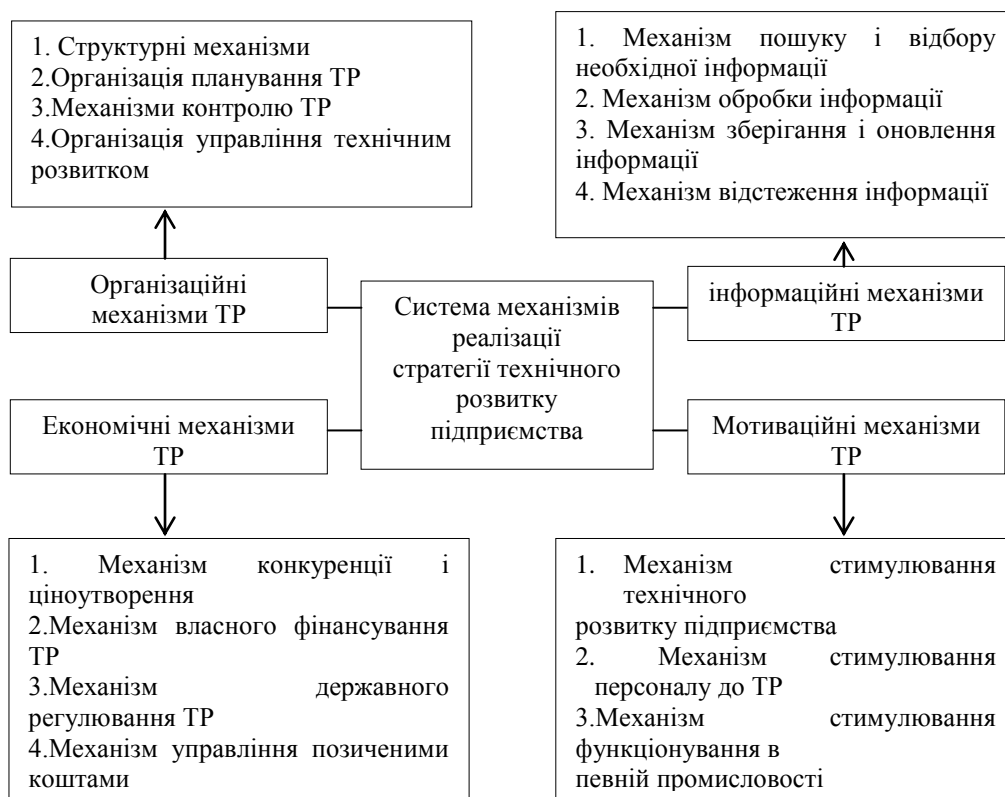 1. Структурні механізми
2.Організація планування ТР
3.Механізми контролю ТР
4.Організація управління технічним
розвитком
1. Механізм пошуку і відбору
необхідної інформації
2. Механізм обробки інформації
3. Механізм зберігання і оновлення
інформації
4. Механізм відстеження інформації
Організаційні
механізми ТР
Система механізмів
реалізації
стратегії технічного
розвитку
підприємства
інформаційні механізми
ТР
Економічні механізми
ТР
Мотиваційні механізми
ТР
1. Механізм конкуренції і
ціноутворення
2.Механізм власного фінансування
ТР
3.Механізм державного
регулювання ТР
4.Механізм управління позиченими
коштами
1. Механізм стимулювання
технічного
розвитку підприємства
2. Механізм стимулювання
персоналу до ТР
3.Механізм стимулювання
функціонування в
певній промисловості